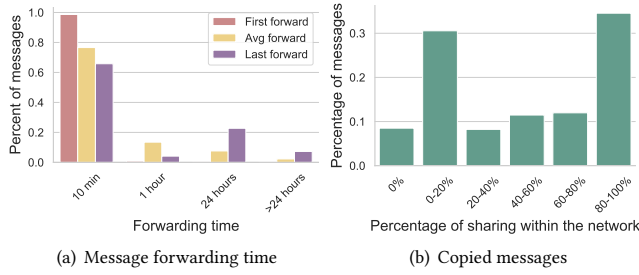 1.0
0.8
0.6
0.4
0.2
0.0
Percent of messages
First forward
Avg forward
Last forward
10 min
1 hour
24 hours
>24 hours
Forwarding time
(a) Message forwarding time
0.3
0.2
0.1
0.0
Percentage of messages
0%
0-20%
20-40%
40-60%
60-80%
80-100%
Percentage of sharing within the network
(b) Copied messages